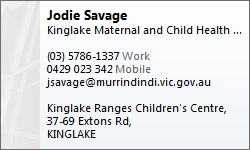 Jodie Savage
Kinglake Maternal and Child Health ...
(03) 5786-1337 Work
0429 023 342 Mobile
jsavage@murrindindi.vic.gov.au
Kinglake Ranges Children's Centre,
37-69 Extons Rd,
KINGLAKE